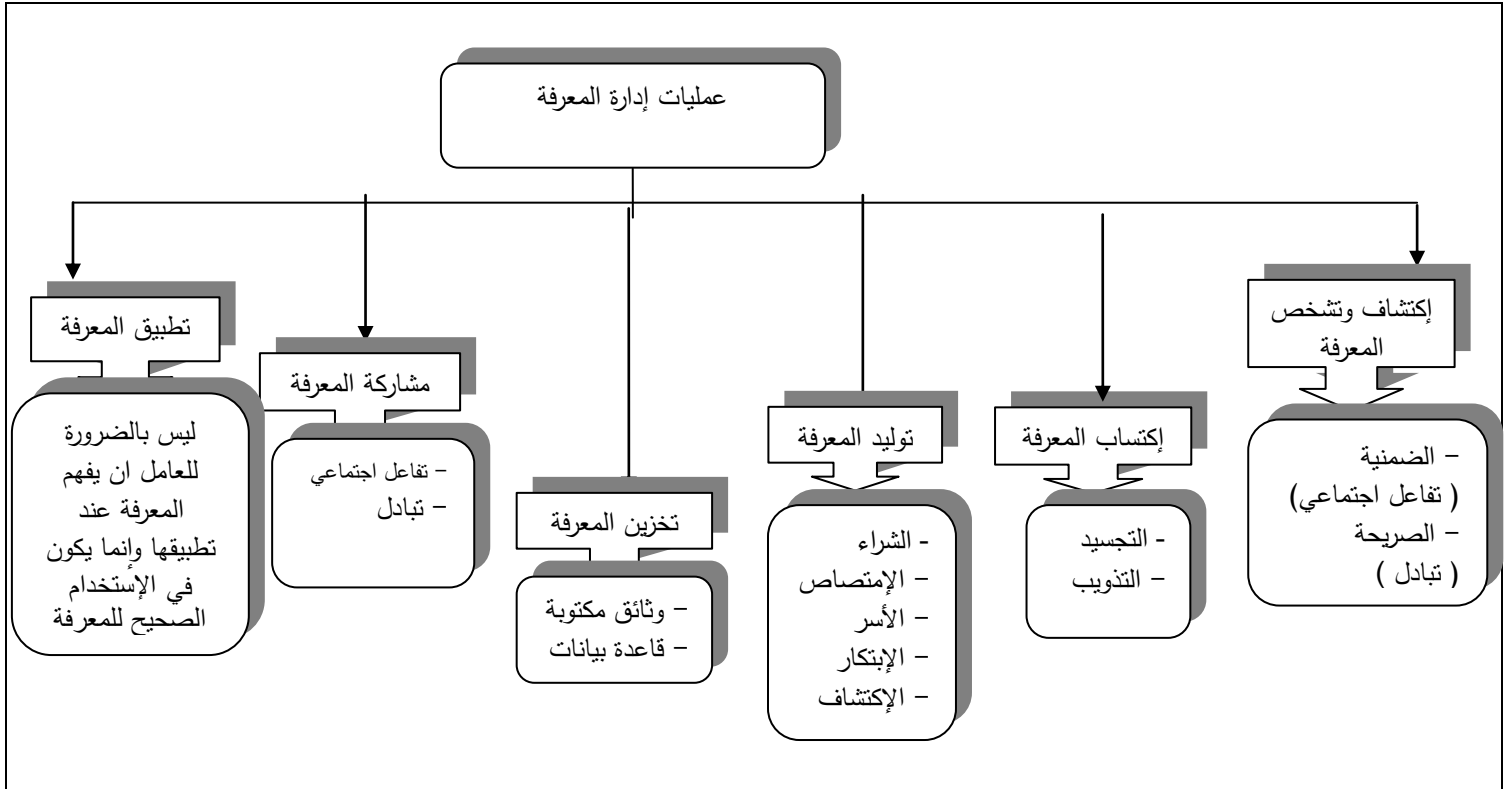 عمليات إدارة المعرفة
إكتشاف وتشخص
المعرفة
– الضمنية
( تفاعل اجتماعي)
– الصريحة
( تبادل )
إكتساب المعرفة
- التجسيد
– التذويب
توليد المعرفة
- الشراء
– الإمتصاص
– الأسر
– الإبتكار
– الإكتشاف
تخزين المعرفة
– وثائق مكتوبة
– قاعدة بيانات
مشاركة المعرفة
– تفاعل اجتماعي
– تبادل
تطبيق المعرفة
ليس بالضرورة
للعامل ان يفهم
المعرفة عند
تطبيقها وإنما يكون
في الإستخدام
الصحيح للمعرفة